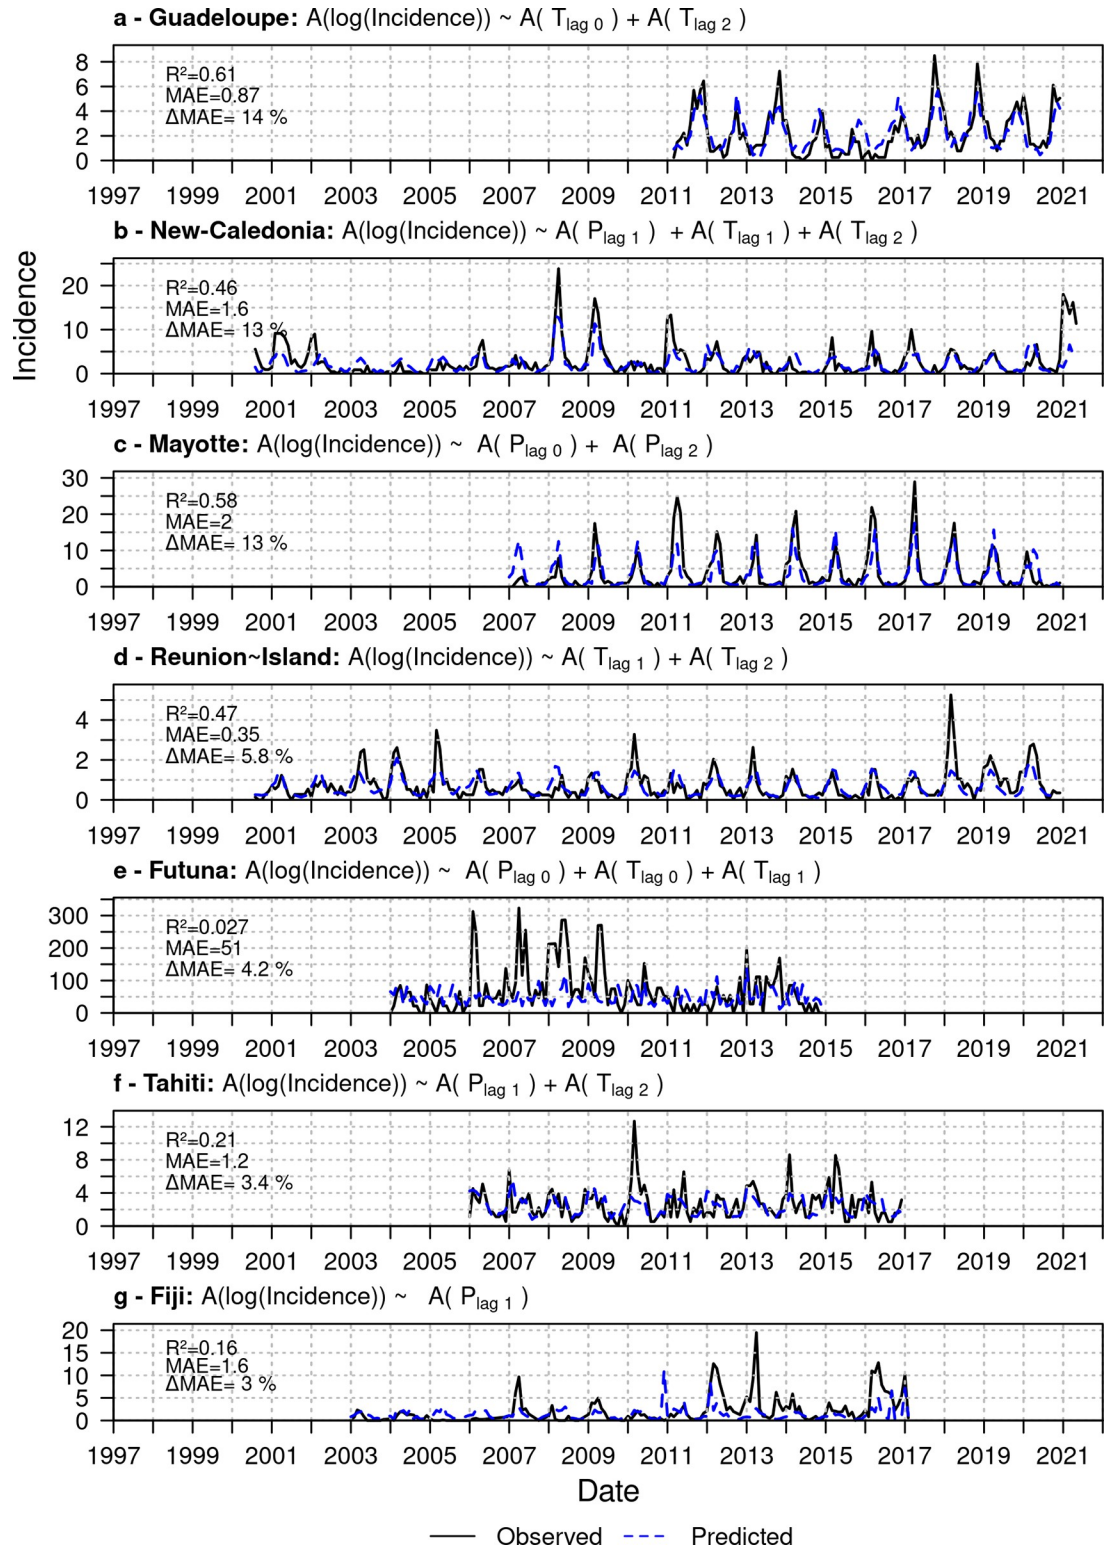 a - Guadeloupe: A(log(Incidence)) ~ A( T lag 0 ) + A( T lag 2 )
8
6
4
2
0
R²=0.61
MAE=0.87
ΔMAE= 14 %
1997 1999 2001 2003 2005 2007 2009 2011 2013 2015 2017 2019 2021
b - New-Caledonia: A(log(Incidence)) ~ A( P lag 1 ) + A( T lag 1 ) + A( T lag 2 )
Incidence
20
10
0
R²=0.46
MAE=1.6
ΔMAE= 13 %
1997 1999 2001 2003 2005 2007 2009 2011 2013 2015 2017 2019 2021
c - Mayotte: A(log(Incidence)) ~ A( P lag 0 ) + A( P lag 2 )
30
20
10
0
R²=0.58
MAE=2
ΔMAE= 13 %
1997 1999 2001 2003 2005 2007 2009 2011 2013 2015 2017 2019 2021
d - Reunion~Island: A(log(Incidence)) ~ A( T lag 1 ) + A( T lag 2 )
4
2
0
R²=0.47
MAE=0.35
ΔMAE= 5.8 %
1997 1999 2001 2003 2005 2007 2009 2011 2013 2015 2017 2019 2021
e - Futuna: A(log(Incidence)) ~ A( P lag 0 ) + A( T lag 0 ) + A( T lag 1 )
300
200
100
0
R²=0.027
MAE=51
ΔMAE= 4.2 %
1997 1999 2001 2003 2005 2007 2009 2011 2013 2015 2017 2019 2021
f - Tahiti: A(log(Incidence)) ~ A( P lag 1 ) + A( T lag 2 )
12
8
4
0
R²=0.21
MAE=1.2
ΔMAE= 3.4 %
1997 1999 2001 2003 2005 2007 2009 2011 2013 2015 2017 2019 2021
g - Fiji: A(log(Incidence)) ~ A( P lag 1 )
20
15
10
5
0
R²=0.16
MAE=1.6
ΔMAE= 3 %
1997 1999 2001 2003 2005 2007 2009 2011 2013 2015 2017 2019 2021
Date
Observed Predicted